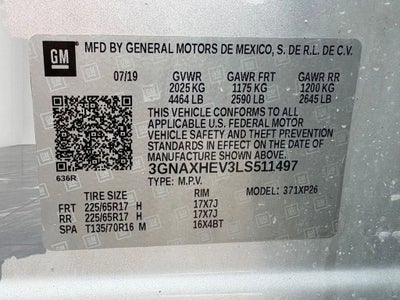 GM
MFD BY GENERAL MOTORS DE MEXICO, S. DE R.L. DE C.V.
07/19 GVWR GAWR FRT GAWR RR
2025 KG 1175 KG 1200 KG
4464 LB 2590 LB 2645 LB
THIS VEHICLE CONFORMS TO ALL
APPLICABLE U.S. FEDERAL MOTOR
VEHICLE SAFETY AND THEFT PREVENTION
STANDARDS IN EFFECT ON THE DATE OF
MANUFACTURE SHOWN ABOVE.
3GNAXHEV3LS511497
636R TYPE: M.P.V. MODEL: 371XP26
TIRE SIZE RIM
FRT 225/65R17 H 17X7J
RR 225/65R17 H 17X7J
SPA T135/70R16 M 16X4BT